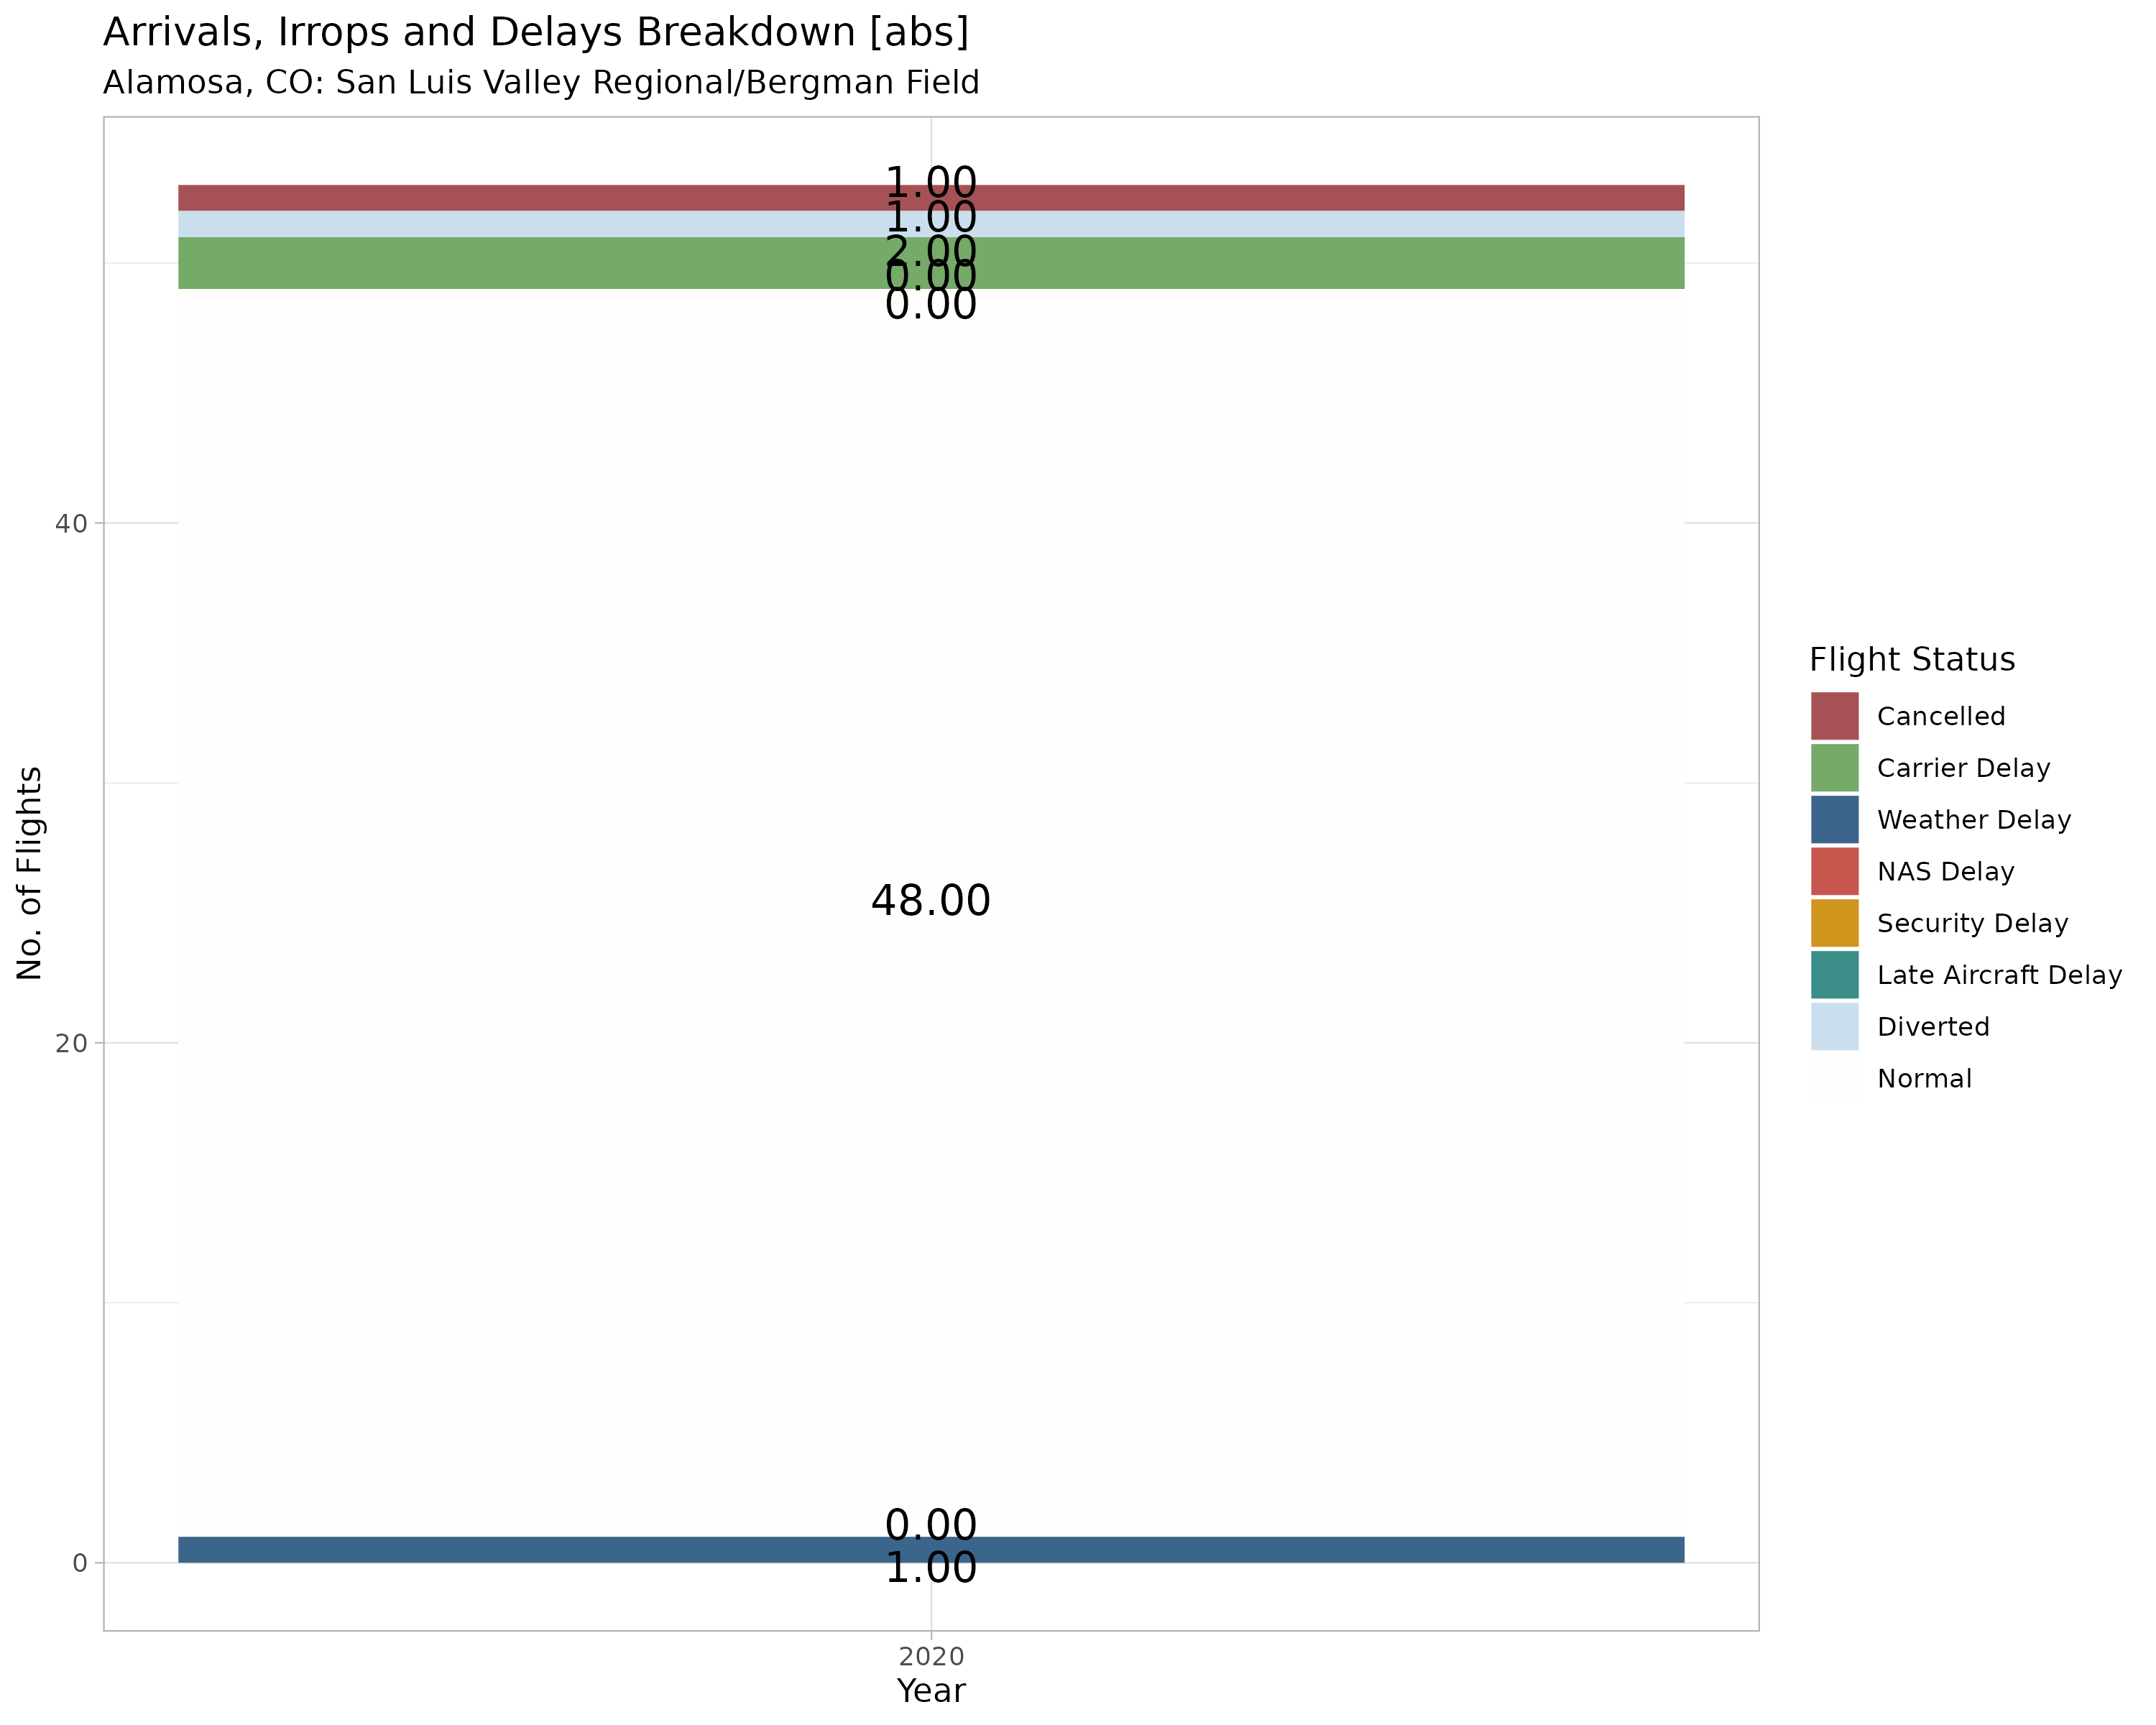 Arrivals, Irrops and Delays Breakdown [abs]
Alamosa, CO: San Luis Valley Regional/Bergman Field
1.00
1.00
2.00
0.00
0.00
40
48.00
20
0.00
1.00
0
No. of Flights
2020
Year
Flight Status
Cancelled
Carrier Delay
Weather Delay
NAS Delay
Security Delay
Late Aircraft Delay
Diverted
Normal